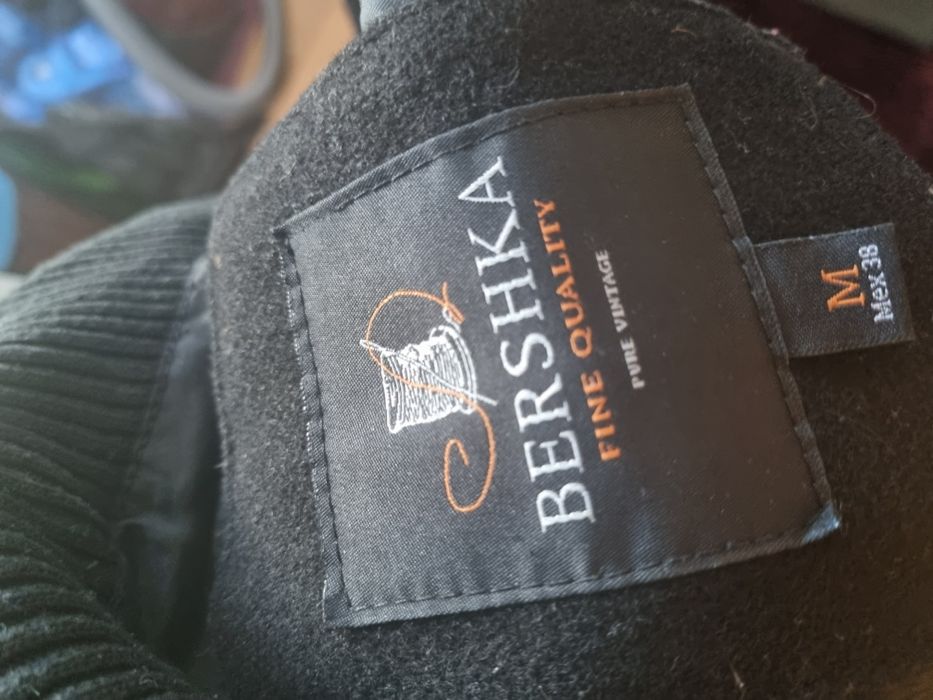 BERSHKA
FINE QUALITY
PURE VINTAGE
M
Mex 38